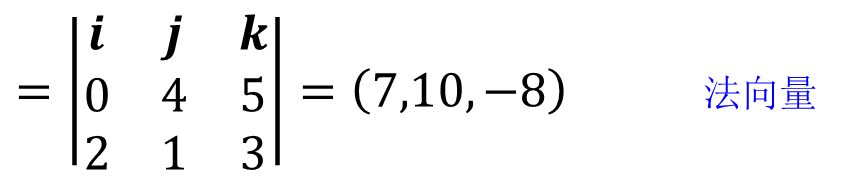 i j k
= |0 4 5| = (7,10,−8) 法向量
2 1 3